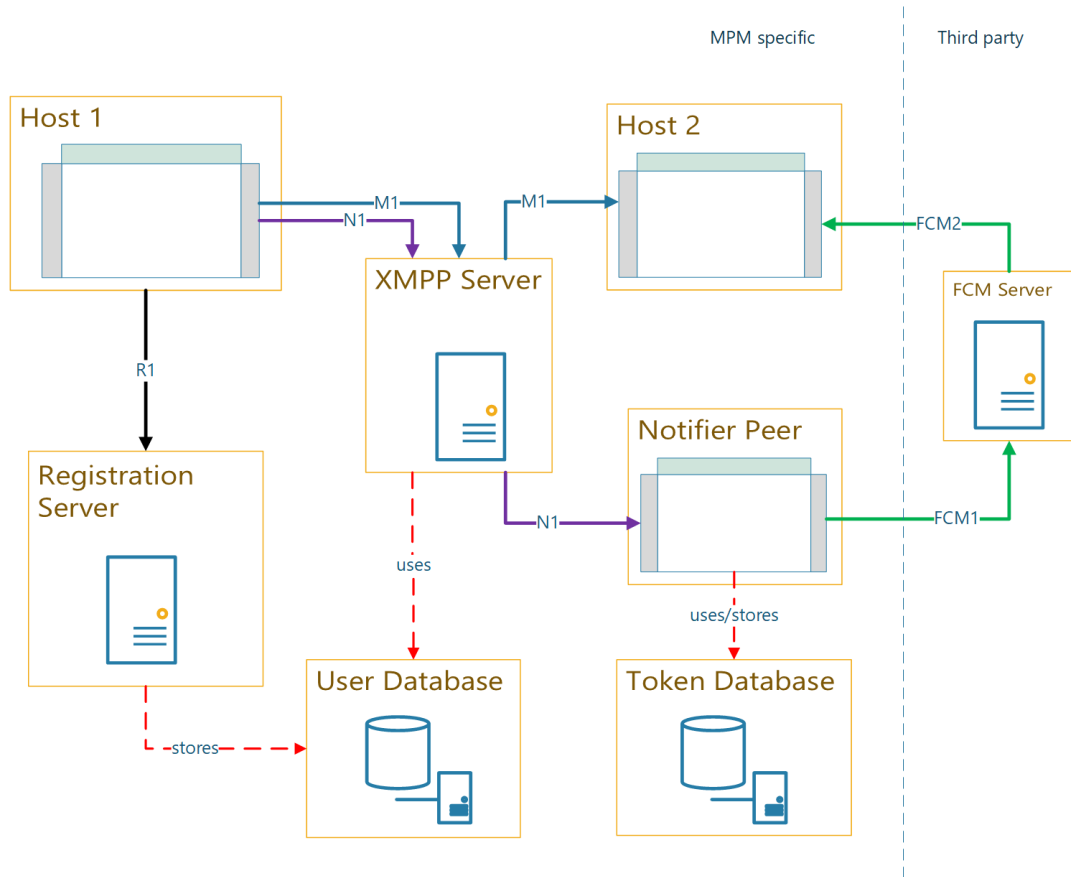 MPM specific
Third party
Host 1
Host 2
M1
N1
M1
FCM2
XMPP Server
FCM Server
R1
Notifier Peer
Registration
Server
N1
FCM1
uses
uses/stores
User Database
Token Database
stores